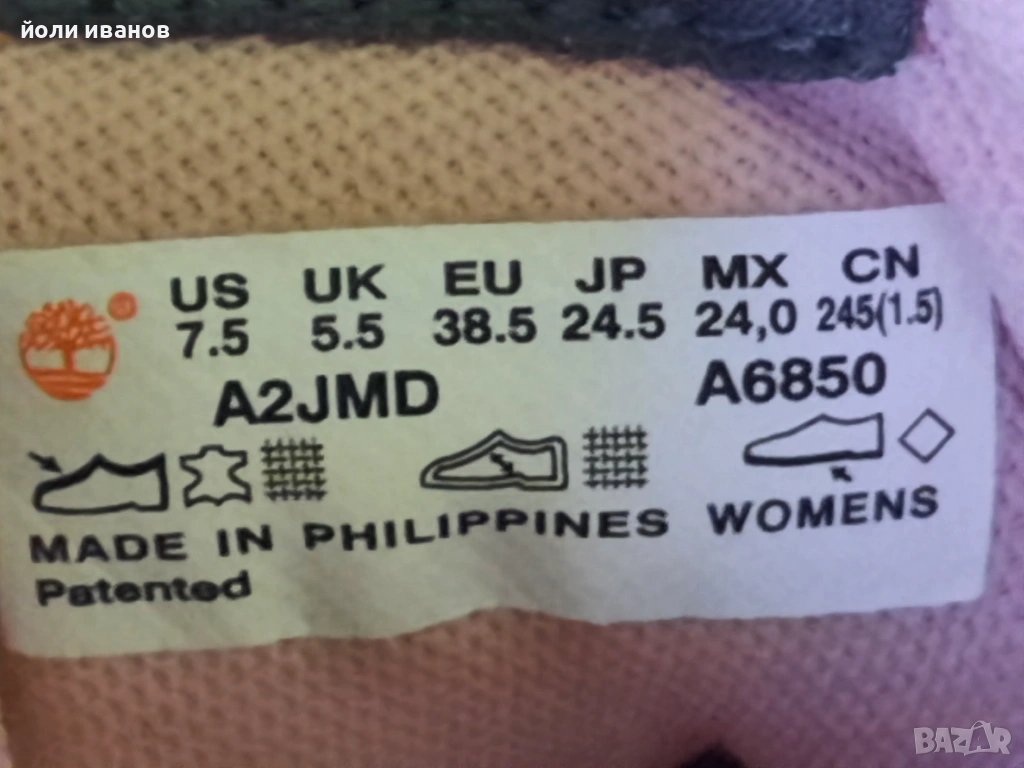 йоли иванов
US UK EU JP MX CN
7.5 5.5 38.5 24.5 24,0 245(1.5)
A2JMD A6850
MADE IN PHILIPPINES WOMENS
Patented
BAZAR